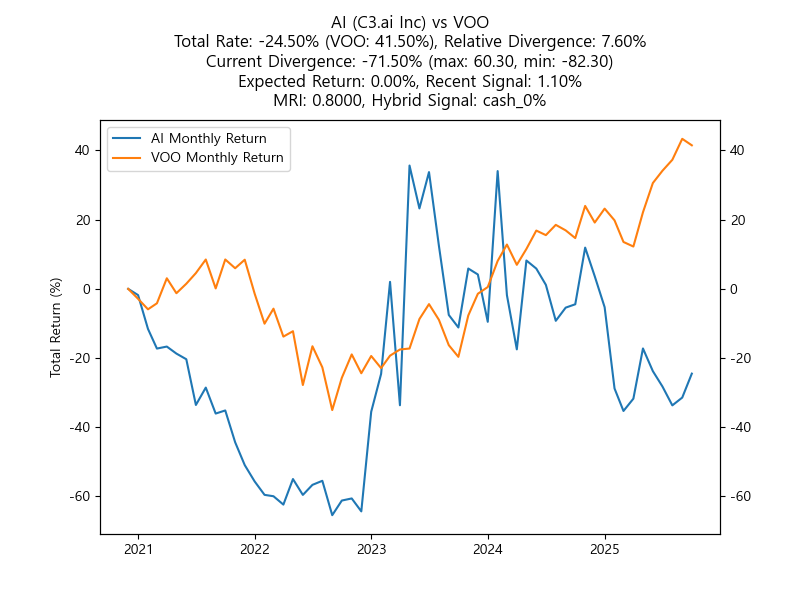 AI (C3.ai Inc) vs VOO
Total Rate: -24.50% (VOO: 41.50%), Relative Divergence: 7.60%
Current Divergence: -71.50% (max: 60.30, min: -82.30)
Expected Return: 0.00%, Recent Signal: 1.10%
MRI: 0.8000, Hybrid Signal: cash_0%
AI Monthly Return
VOO Monthly Return
Total Return (%)
40
20
0
-20
-40
-60
40
20
0
-20
-40
-60
2021
2022
2023
2024
2025